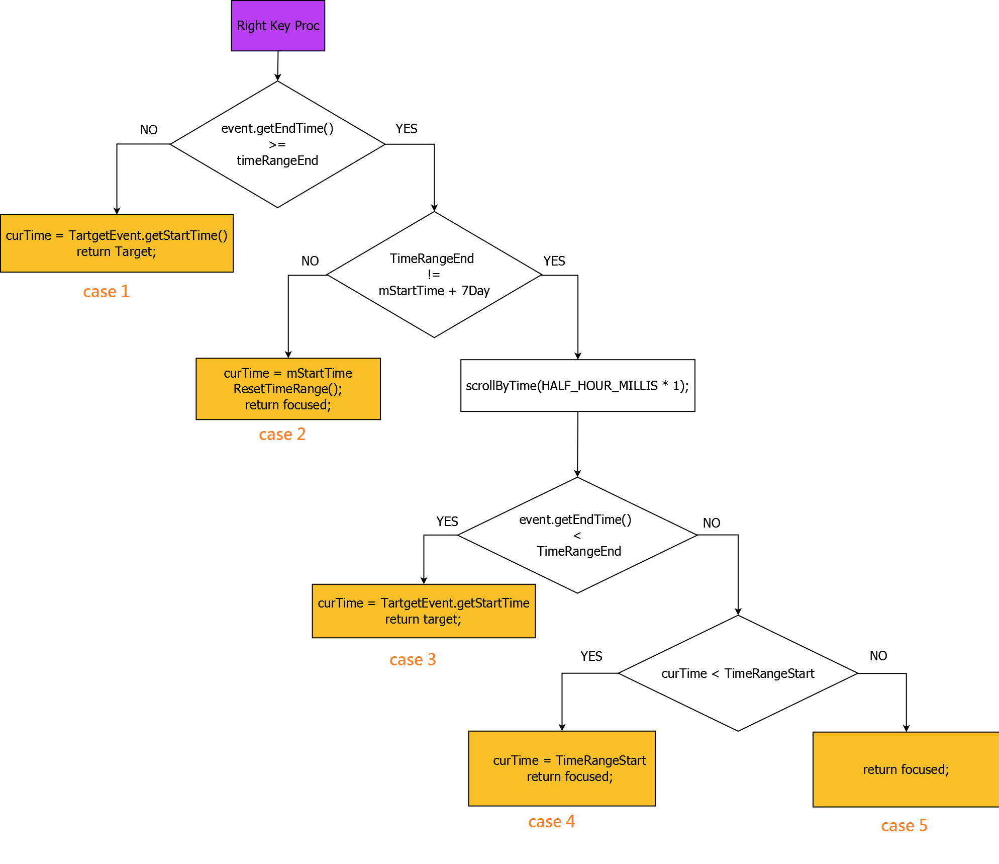 Right Key Proc
NO
YES
event.getEndTime()
>=
timeRangeEnd
curTime = TartgetEvent.getStartTime()
return Target;
case 1
NO
YES
TimeRangeEnd
!=
mStartTime + 7Day
curTime = mStartTime
ResetTimeRange();
return focused;
case 2
scrollByTime(HALF_HOUR_MILLIS * 1);
YES
NO
event.getEndTime()
<
TimeRangeEnd
curTime = TartgetEvent.getStartTime
return target;
case 3
YES
NO
curTime < TimeRangeStart
curTime = TimeRangeStart
return focused;
case 4
return focused;
case 5